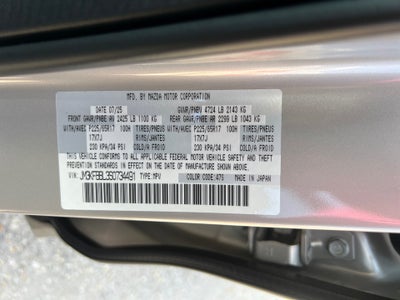 MFD. BY MAZDA MOTOR CORPORATION
DATE 07/25 GVWR/PNBV 4724 LB 2143 KG
FRONT GAWR/PNBE AV 2425 LB 1100 KG REAR GAWR/PNBE AR 2299 LB 1043 KG
WITH/AVEC P225/65R17 100H TIRES/PNEUS WITH/AVEC P225/65R17 100H TIRES/PNEUS
17X7J RIMS/JANTES 17X7J RIMS/JANTES
230 KPA/34 PSI COLD/A FROID 230 KPA/34 PSI COLD/A FROID
THIS VEHICLE CONFORMS TO ALL APPLICABLE FEDERAL MOTOR VEHICLE SAFETY AND BUMPER
STANDARDS IN EFFECT ON THE DATE OF MANUFACTURE SHOWN ABOVE.
VIN: TYPE:MPV COLOR CODE:47S MADE IN JAPAN